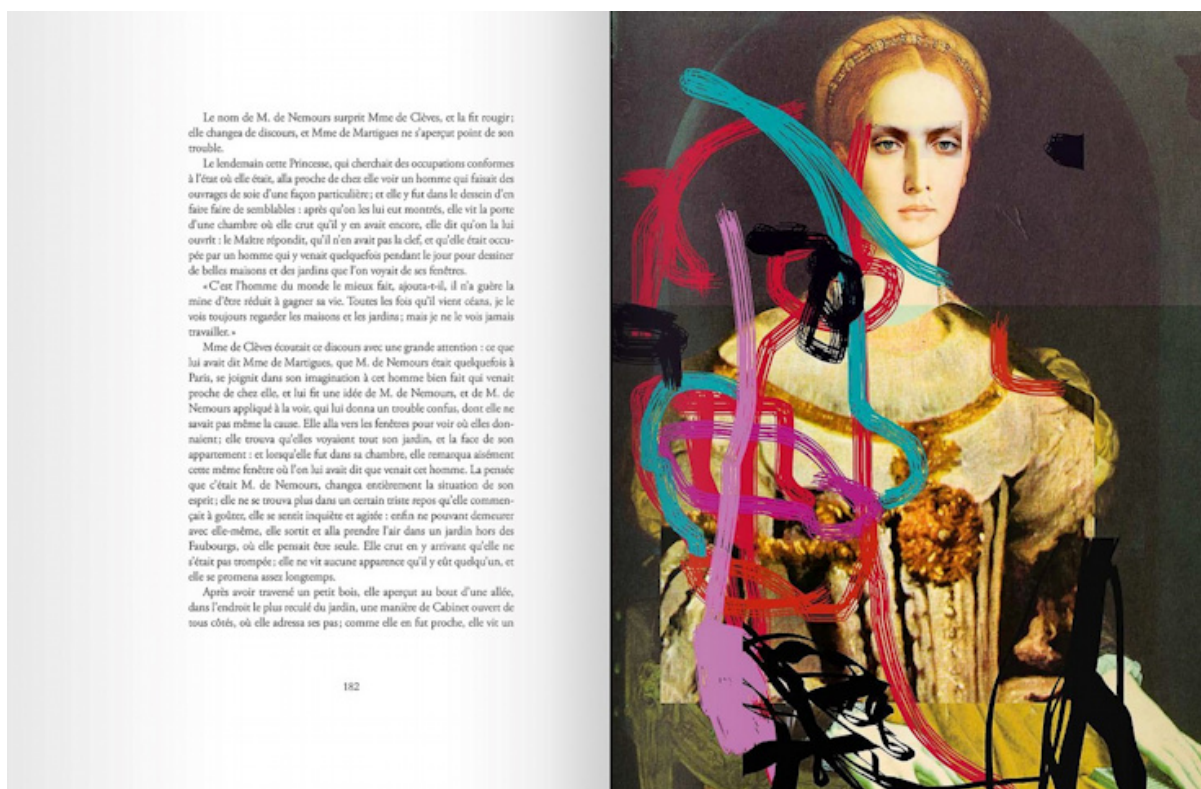 Le nom de M. de Nemours surprit Mme de Clèves, et la fit rougir;
elle changea de discours, et Mme de Martigues ne s'aperçut point de son
trouble.
Le lendemain cette Princesse, qui cherchait des occupations conformes
à l'état où elle était, alla proche de chez elle voir un homme qui faisait des
ouvrages de soie d'une façon particulière; et elle y fut dans le dessein d'en
faire faire de semblables : après qu'on les lui eut montrés, elle vit la porte
d'une chambre où elle crut qu'il y en avait encore, elle dit qu'on la lui
ouvrît : le Maître répondit, qu'il n'en avait pas la clef, et qu'elle était occu-
pée par un homme qui y venait quelquefois pendant le jour pour dessiner
de belles maisons et des jardins que l'on voyait de ses fenêtres.
«C'est l'homme du monde le mieux fait, ajouta-t-il, il n'a guère la
mine d'être réduit à gagner sa vie. Toutes les fois qu'il vient céans, je le
vois toujours regarder les maisons et les jardins; mais je ne le vois jamais
travailler.»
Mme de Clèves écoutait ce discours avec une grande attention : ce que
lui avait dit Mme de Martigues, que M. de Nemours était quelquefois à
Paris, se joignit dans son imagination à cet homme bien fait qui venait
proche de chez elle, et lui fit une idée de M. de Nemours, et de M. de
Nemours appliqué à la voir, qui lui donna un trouble confus, dont elle ne
savait pas même la cause. Elle alla vers les fenêtres pour voir où elles don-
naient; elle trouva qu'elles voyaient tout son jardin, et la face de son
appartement : et lorsqu'elle fut dans sa chambre, elle remarqua aisément
cette même fenêtre où l'on lui avait dit que venait cet homme. La pensée
que c'était M. de Nemours, changea entièrement la situation de son
esprit; elle ne se trouva plus dans un certain triste repos qu'elle commen-
çait à goûter, elle se sentit inquiète et agitée : enfin ne pouvant demeurer
avec elle-même, elle sortit et alla prendre l'air dans un jardin hors des
Faubourgs, où elle pensait être seule. Elle crut en y arrivant qu'elle ne
s'était pas trompée; elle ne vit aucune apparence qu'il y eût quelqu'un, et
elle se promena assez longtemps.
Après avoir traversé un petit bois, elle aperçut au bout d'une allée,
dans l'endroit le plus reculé du jardin, une manière de Cabinet ouvert de
tous côtés, où elle adressa ses pas; comme elle en fut proche, elle vit un
182